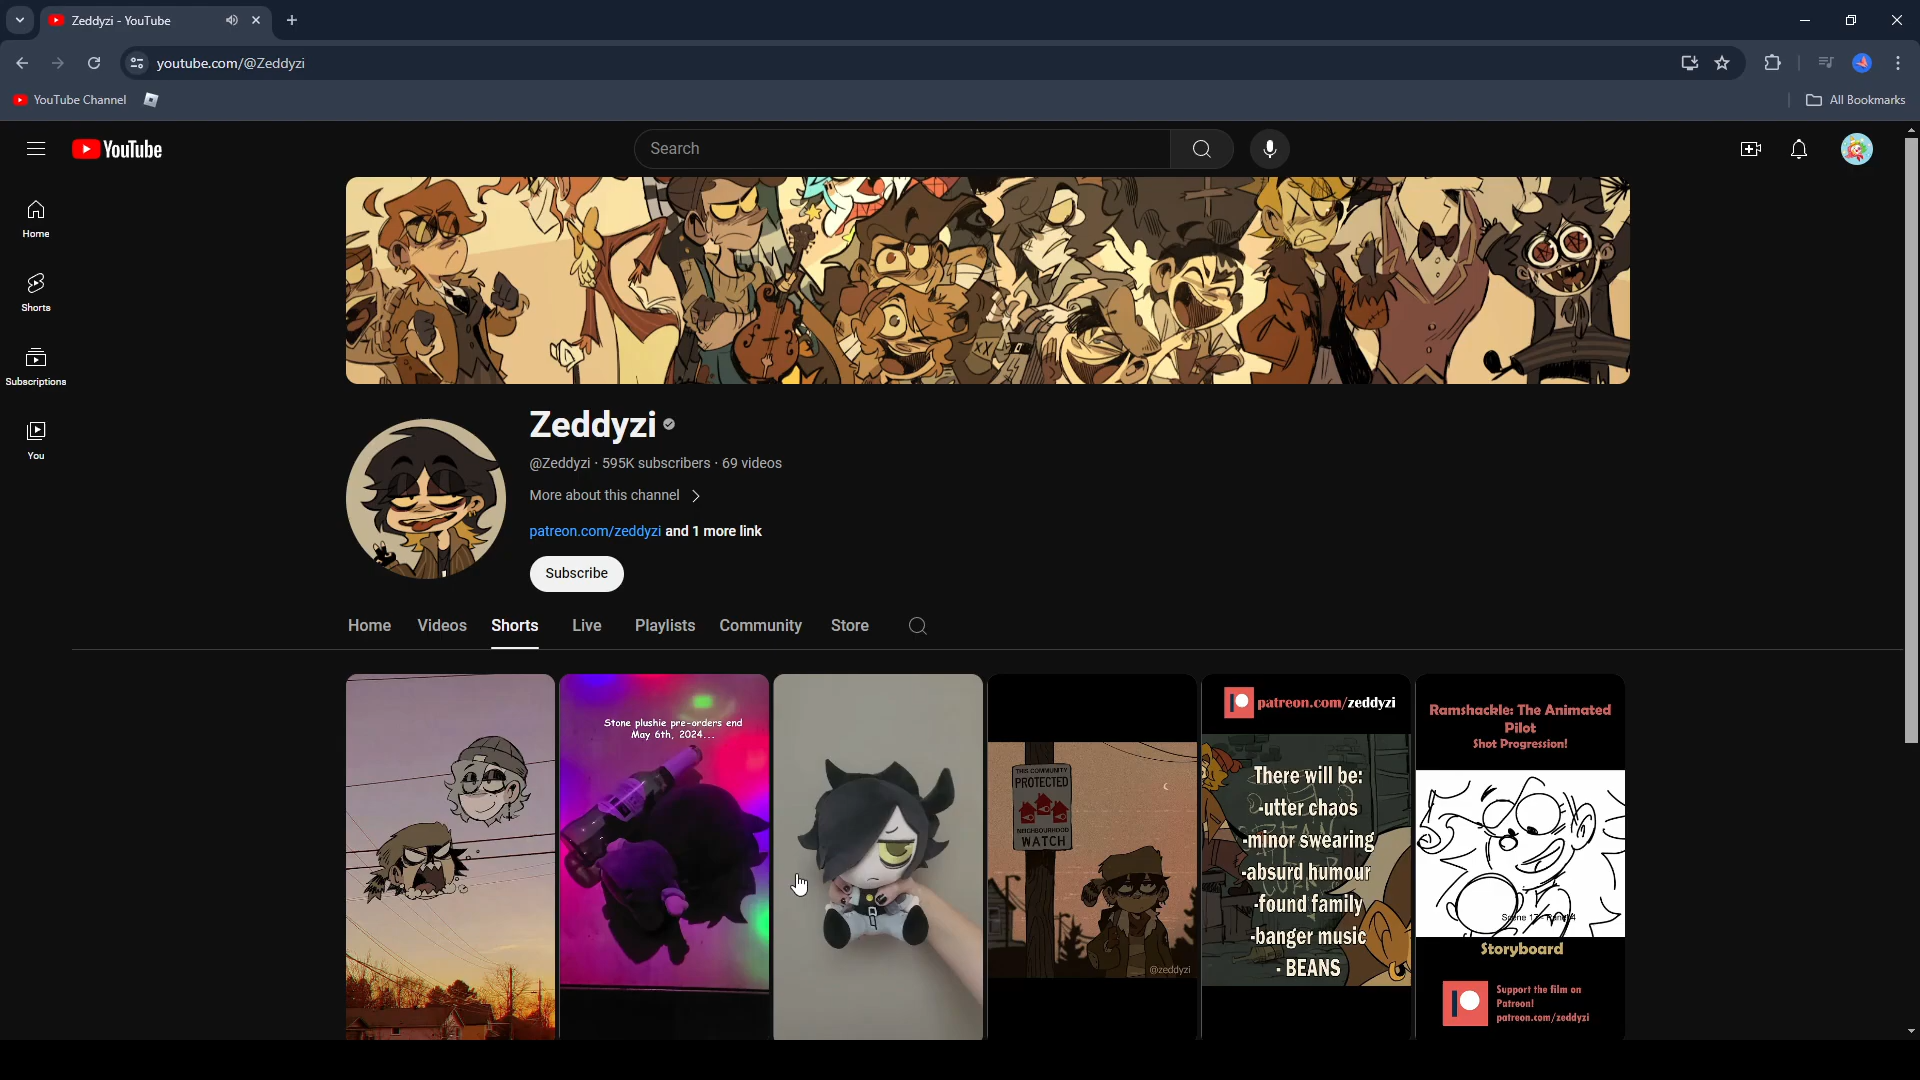 Zeddyzi - YouTube
youtube.com/@Zeddyzi
YouTube Channel
All Bookmarks
YouTube
Search
Home
Shorts
Subscriptions
You
Zeddyzi
@Zeddyzi · 595K subscribers · 69 videos
More about this channel
patreon.com/zeddyzi and 1 more link
Subscribe
Home Videos Shorts Live Playlists Community Store
Stone plushie pre-orders end
May 6th, 2024...
THIS COMMUNITY
PROTECTED
NEIGHBOURHOOD
WATCH
@zeddyzi
patreon.com/zeddyzi
There will be:
-utter chaos
-minor swearing
-absurd humour
-found family
-banger music
- BEANS
Ramshackle: The Animated
Pilot
Shot Progression!
Storyboard
Support the film on
Patreon!
patreon.com/zeddyzi